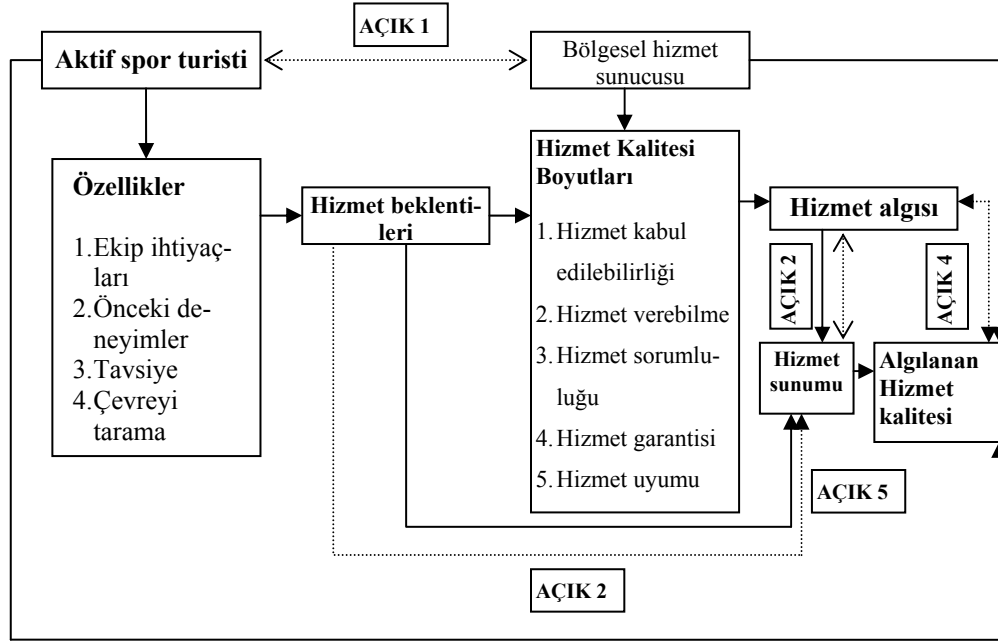 AÇIK 1
Aktif spor turisti
Bölgesel hizmet
sunucusu
Özellikler
1.Ekip ihtiyaç-
ları
2.Önceki de-
neyimler
3.Tavsiye
4.Çevreyi
tarama
Hizmet beklenti-
leri
Hizmet Kalitesi
Boyutları
1. Hizmet kabul
edilebilirliği
2. Hizmet verebilme
3. Hizmet sorumlu-
luğu
4. Hizmet garantisi
5. Hizmet uyumu
Hizmet algısı
AÇIK 2
AÇIK 4
Hizmet
sunumu
Algılanan
Hizmet
kalitesi
AÇIK 5
AÇIK 2